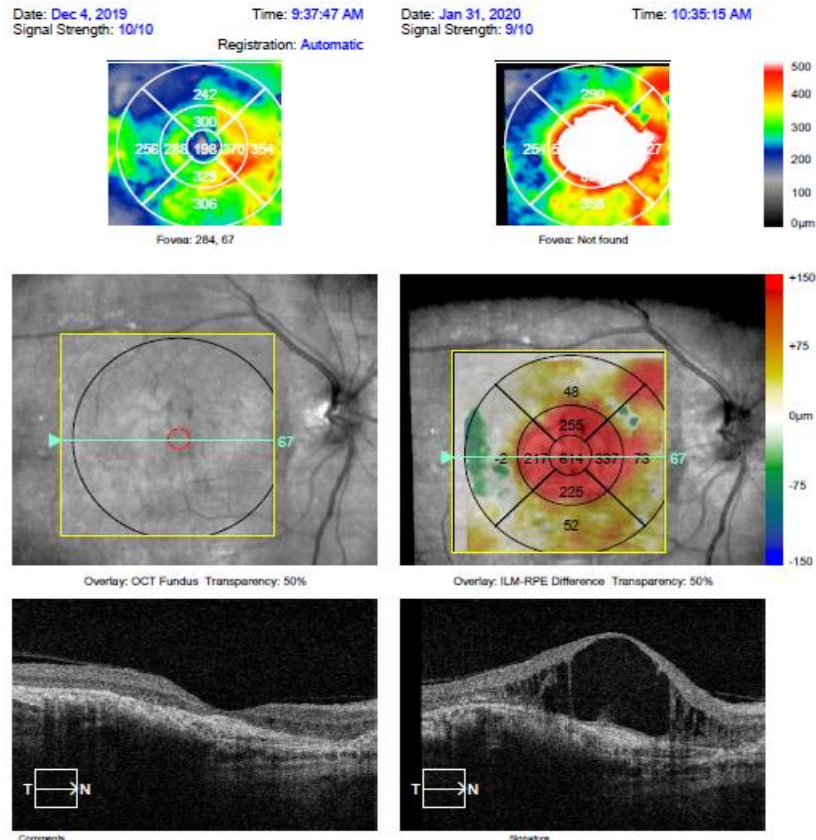 Date: Dec 4, 2019 Time: 9:37:47 AM
Signal Strength: 10/10
Registration: Automatic
242
300
256 288 198 370 354
329
306
Fovea: 284, 67
Date: Jan 31, 2020 Time: 10:35:15 AM
Signal Strength: 9/10
290
254
358
Fovea: Not found
500
400
300
200
100
0µm
67
Overlay: OCT Fundus Transparency: 50%
48
255
-2 217 614 337 73 67
225
52
Overlay: ILM-RPE Difference Transparency: 50%
+150
+75
0µm
-75
-150
T N
T N
Comments
Signature